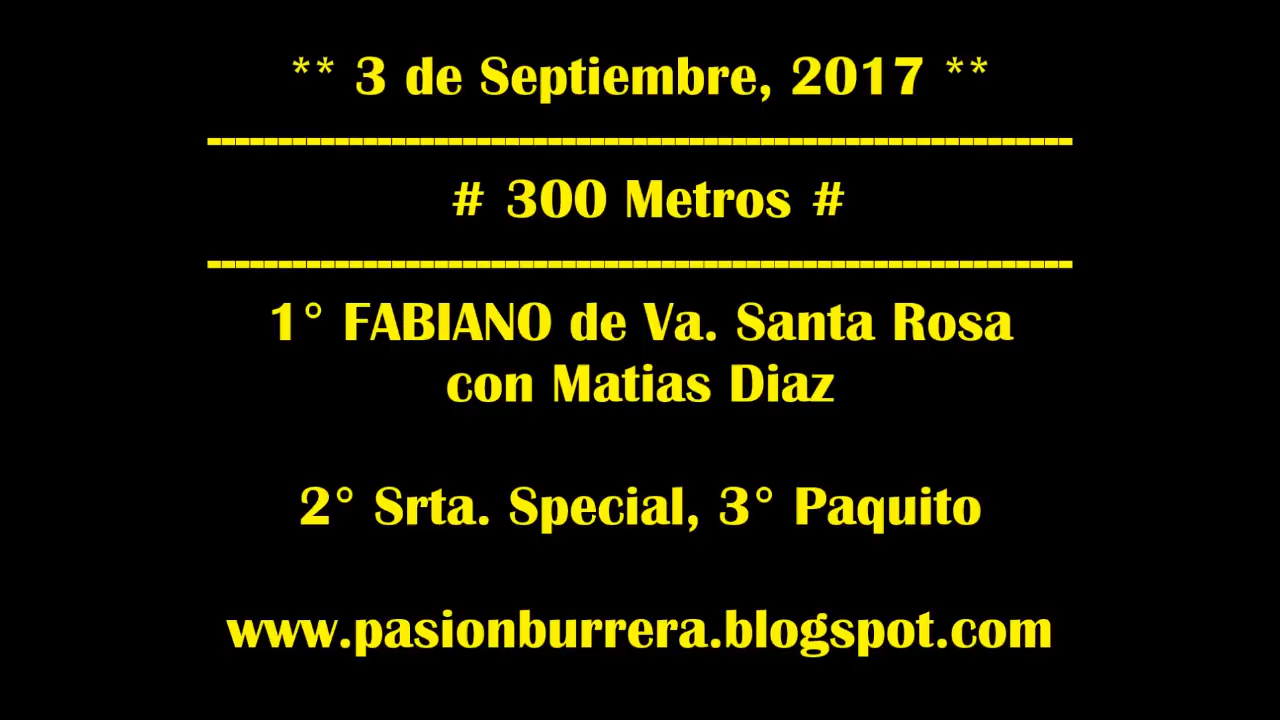 ** 3 de Septiembre, 2017 **
--------------------------------------------------------------
# 300 Metros #
--------------------------------------------------------------
1° FABIANO de Va. Santa Rosa
con Matias Diaz
2° Srta. Special, 3° Paquito
www.pasionburrera.blogspot.com